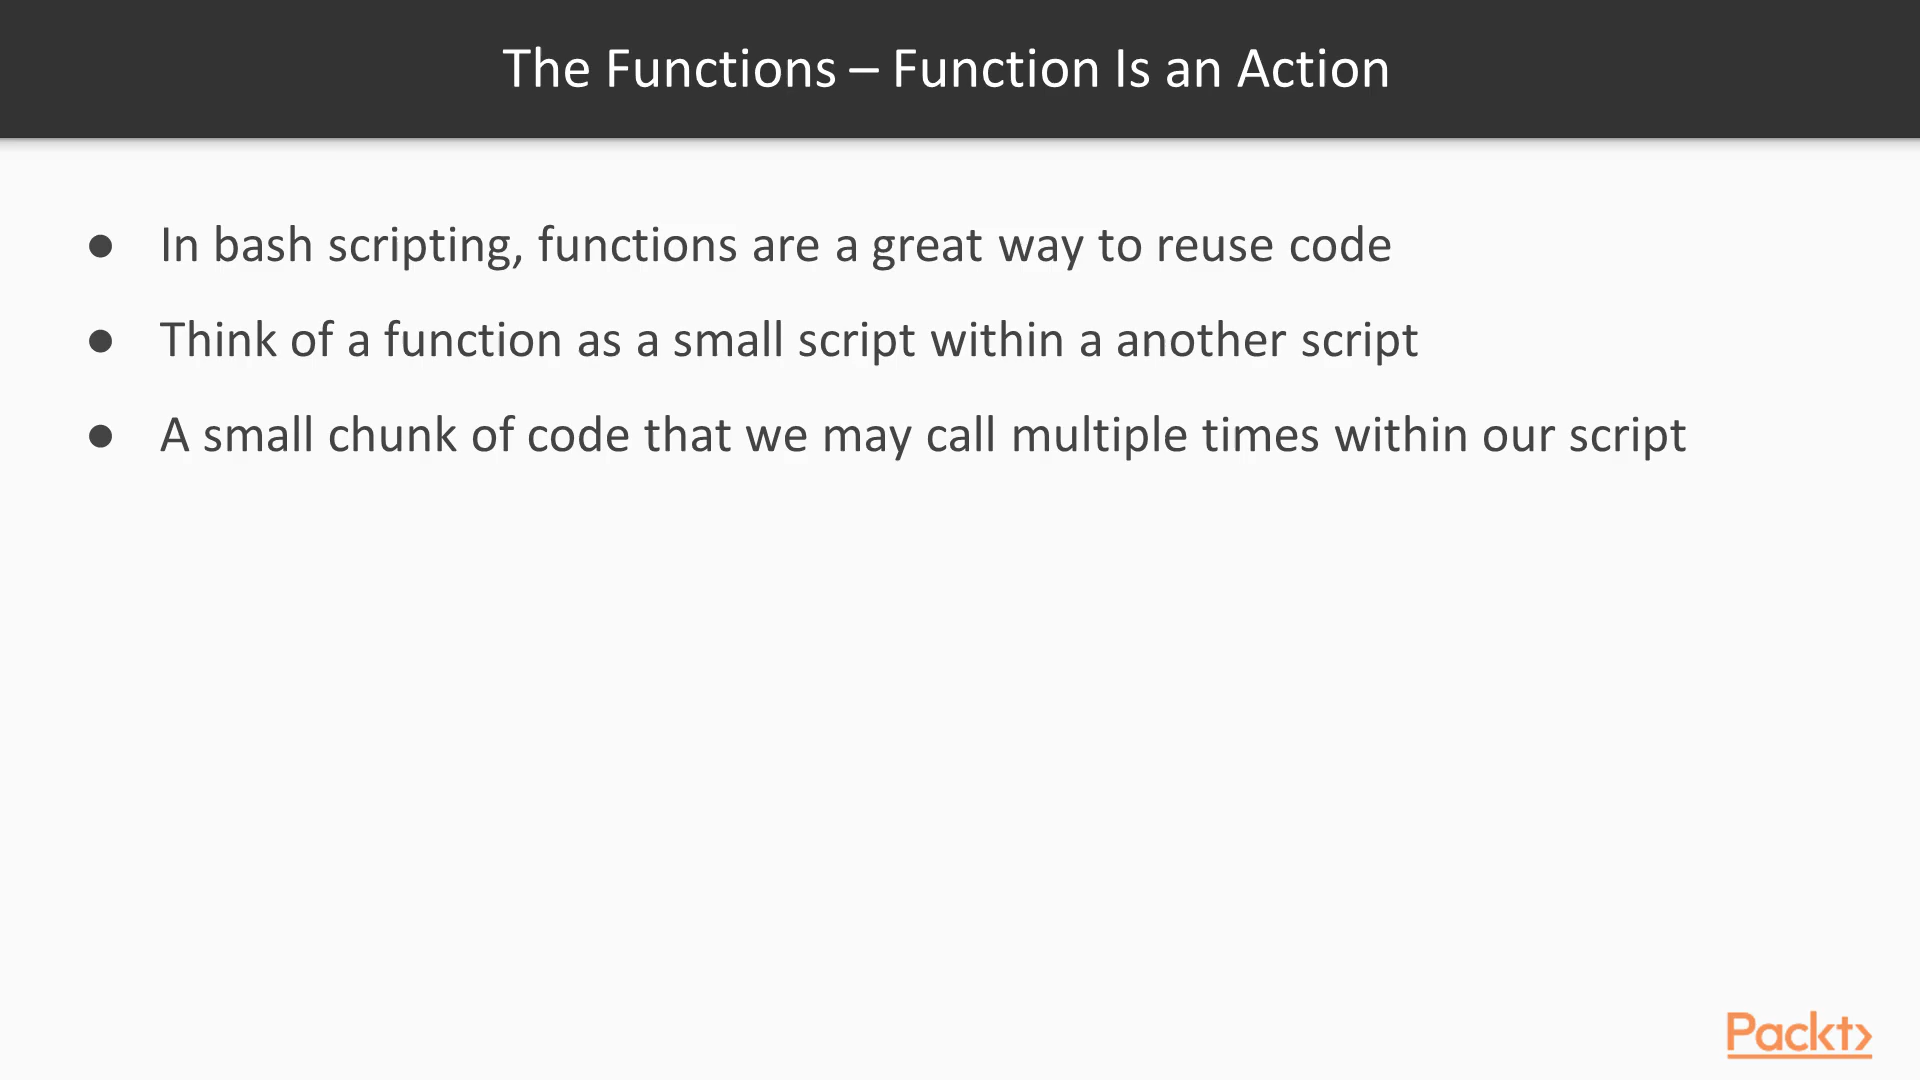 The Functions – Function Is an Action
● In bash scripting, functions are a great way to reuse code
● Think of a function as a small script within a another script
● A small chunk of code that we may call multiple times within our script
Packt>